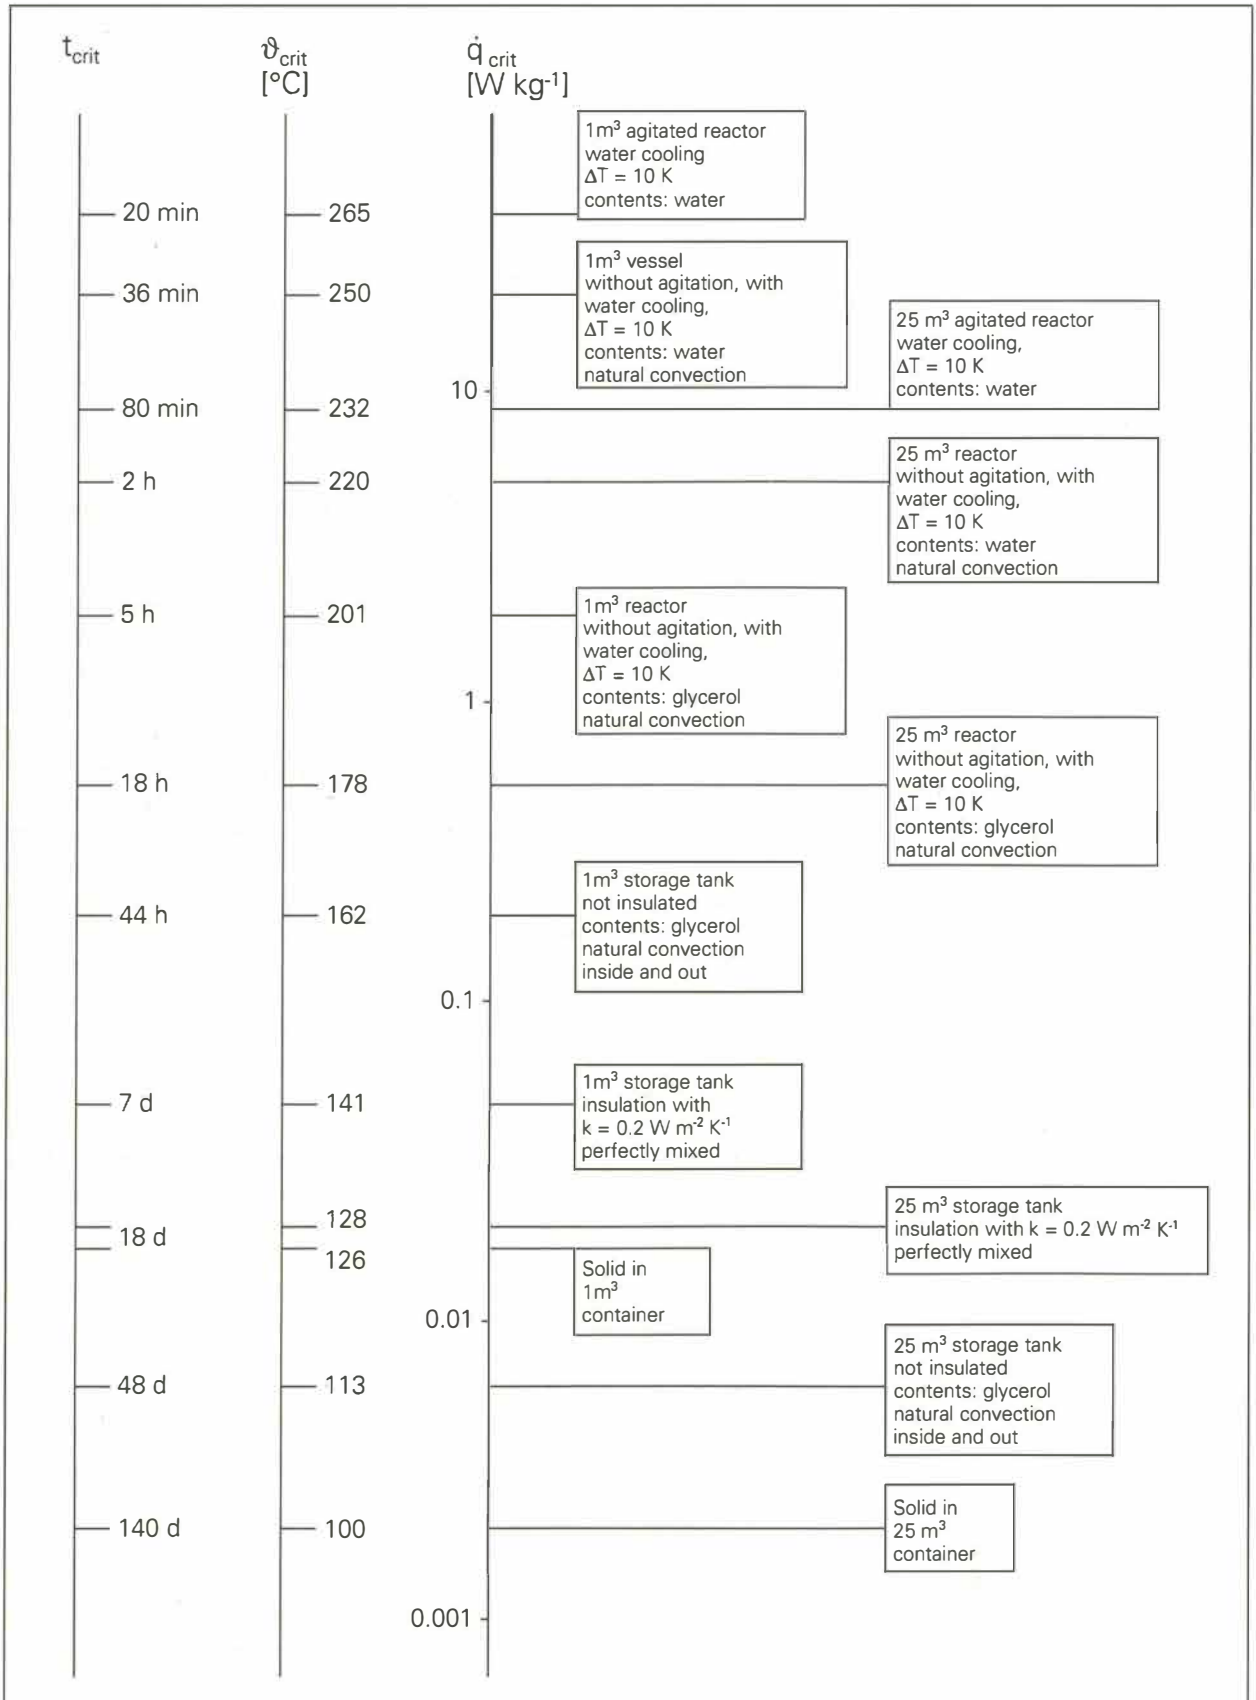 t_crit
ϑ_crit
[°C]
q̇_crit
[W kg⁻¹]
20 min
36 min
80 min
2 h
5 h
18 h
44 h
7 d
18 d
48 d
140 d
265
250
232
220
201
178
162
141
128
126
113
100
10
1
0.1
0.01
0.001
1m³ agitated reactor
water cooling
ΔT = 10 K
contents: water
1m³ vessel
without agitation, with
water cooling,
ΔT = 10 K
contents: water
natural convection
25 m³ agitated reactor
water cooling,
ΔT = 10 K
contents: water
25 m³ reactor
without agitation, with
water cooling,
ΔT = 10 K
contents: water
natural convection
1m³ reactor
without agitation, with
water cooling,
ΔT = 10 K
contents: glycerol
natural convection
25 m³ reactor
without agitation, with
water cooling,
ΔT = 10 K
contents: glycerol
natural convection
1m³ storage tank
not insulated
contents: glycerol
natural convection
inside and out
1m³ storage tank
insulation with
k = 0.2 W m⁻² K⁻¹
perfectly mixed
25 m³ storage tank
insulation with k = 0.2 W m⁻² K⁻¹
perfectly mixed
Solid in
1m³
container
25 m³ storage tank
not insulated
contents: glycerol
natural convection
inside and out
Solid in
25 m³
container